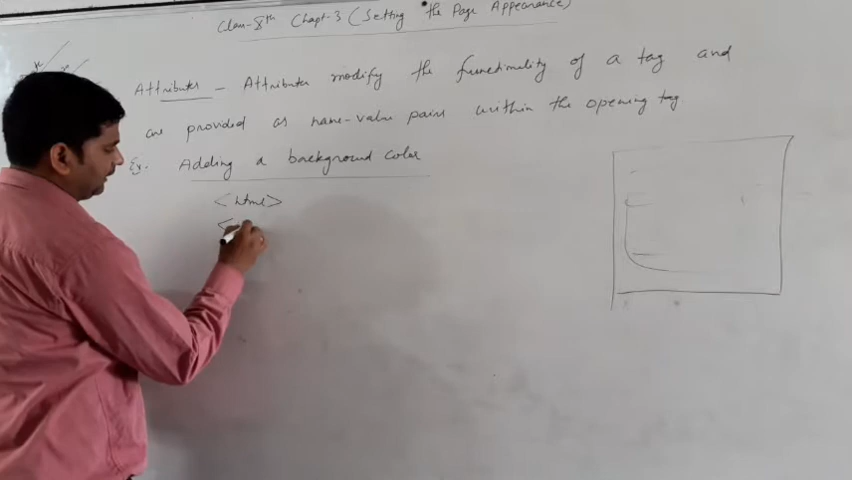 Class-8th Chapt-3 (Setting the Page Appearance)
Attributes - Attributes modify the functionality of a tag and
are provided as name-value pairs within the opening tag
Ex. Adding a background color
<html>
<